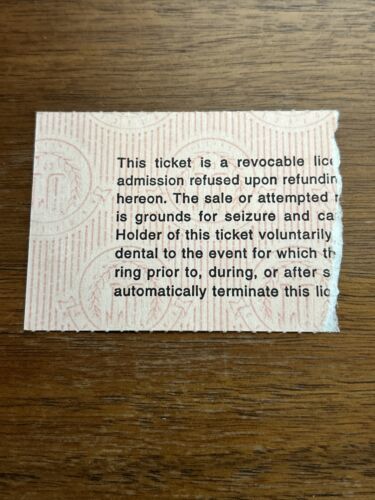 This ticket is a revocable lic
admission refused upon refundin
hereon. The sale or attempted
is grounds for seizure and ca
Holder of this ticket voluntarily
dental to the event for which th
ring prior to, during, or after s
automatically terminate this lic